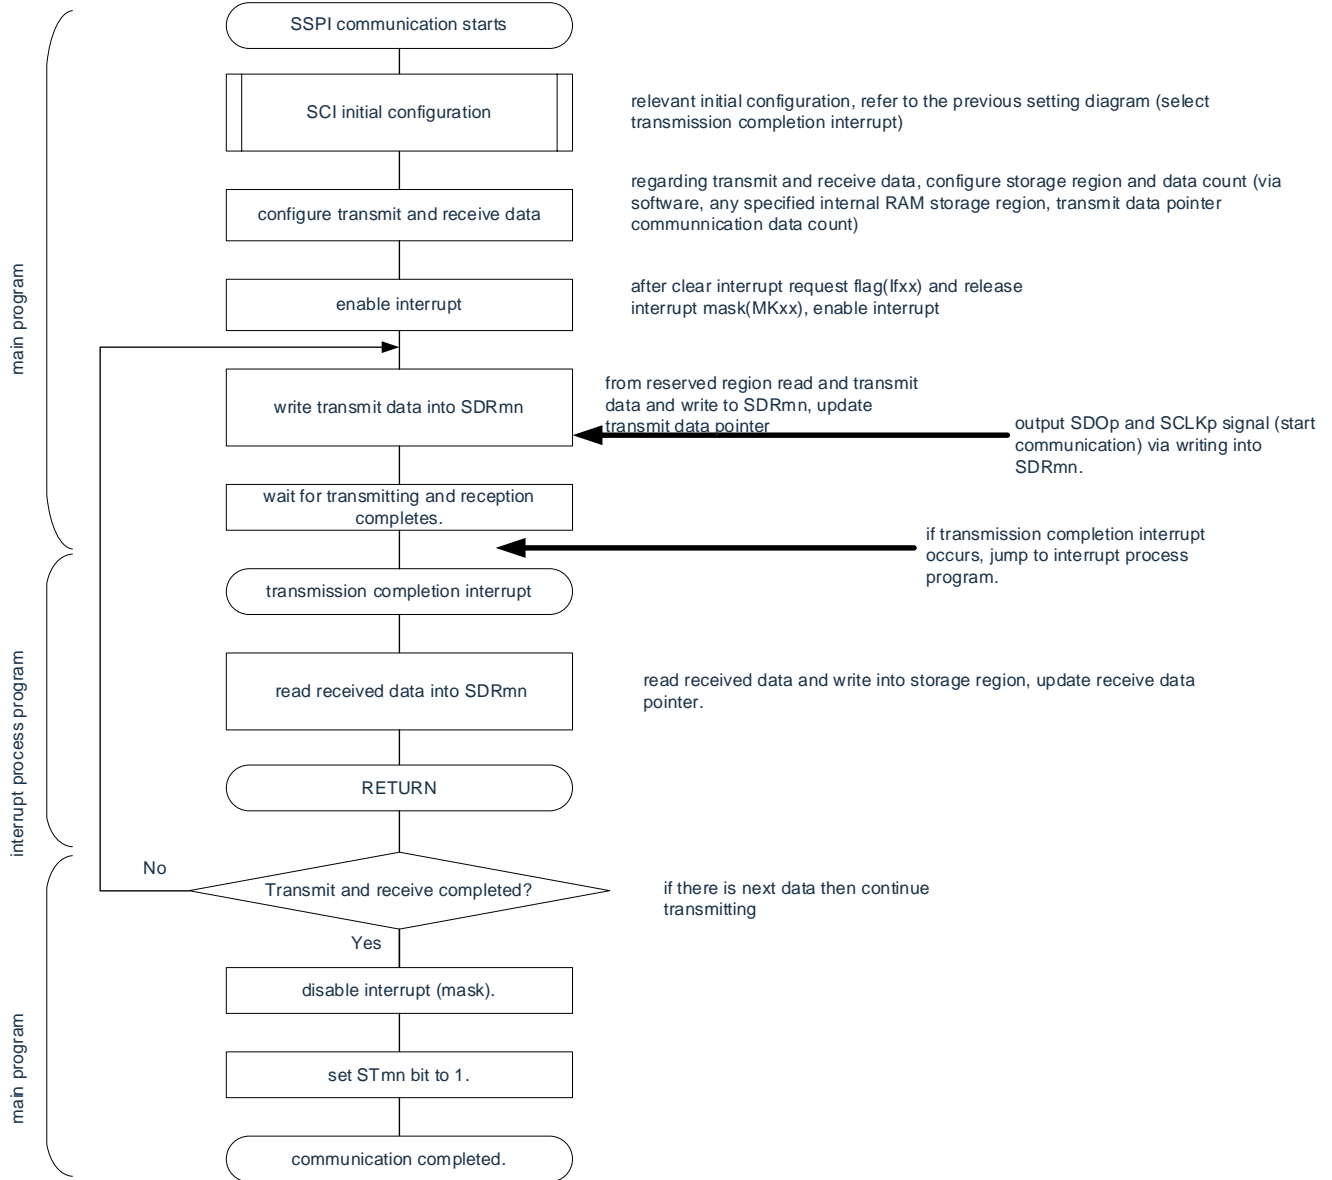 SSPI communication starts
SCI initial configuration
relevant initial configuration, refer to the previous setting diagram (select
transmission completion interrupt)
configure transmit and receive data
regarding transmit and receive data, configure storage region and data count (via
software, any specified internal RAM storage region, transmit data pointer
communnication data count)
main program
enable interrupt
after clear interrupt request flag(Ifxx) and release
interrupt mask(MKxx), enable interrupt
write transmit data into SDRmn
from reserved region read and transmit
data and write to SDRmn, update
transmit data pointer
output SDOp and SCLKp signal (start
communication) via writing into
SDRmn.
wait for transmitting and reception
completes.
if transmission completion interrupt
occurs, jump to interrupt process
program.
transmission completion interrupt
interrupt process program
read received data into SDRmn
read received data and write into storage region, update receive data
pointer.
RETURN
No
Transmit and receive completed?
if there is next data then continue
transmitting
Yes
main program
disable interrupt (mask).
set STmn bit to 1.
communication completed.